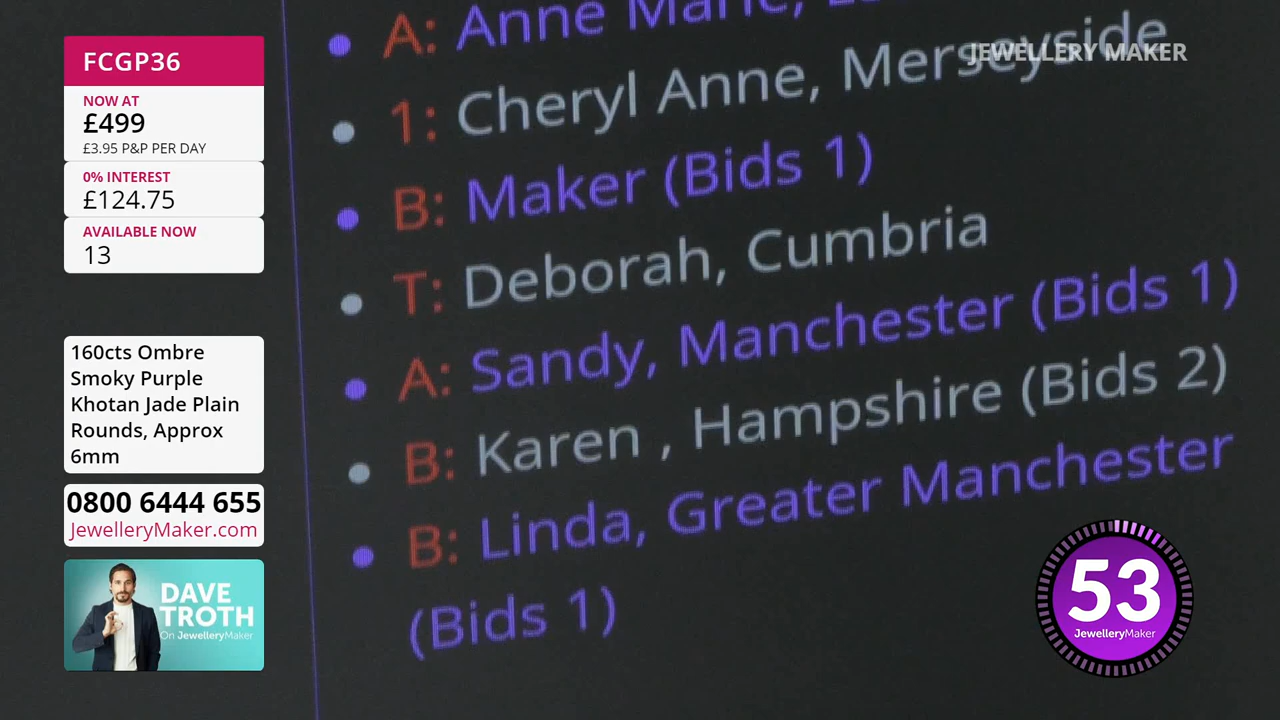 FCGP36
NOW AT
£499
£3.95 P&P PER DAY
0% INTEREST
£124.75
AVAILABLE NOW
13
160cts Ombre
Smoky Purple
Khotan Jade Plain
Rounds, Approx
6mm
0800 6444 655
JewelleryMaker.com
DAVE
TROTH
On JewelleryMaker
A: Anne Marie,
1: Cheryl Anne, Merseyside
B: Maker (Bids 1)
T: Deborah, Cumbria
A: Sandy, Manchester (Bids 1)
B: Karen , Hampshire (Bids 2)
B: Linda, Greater Manchester
(Bids 1)
JEWELLERY MAKER
53
JewelleryMaker